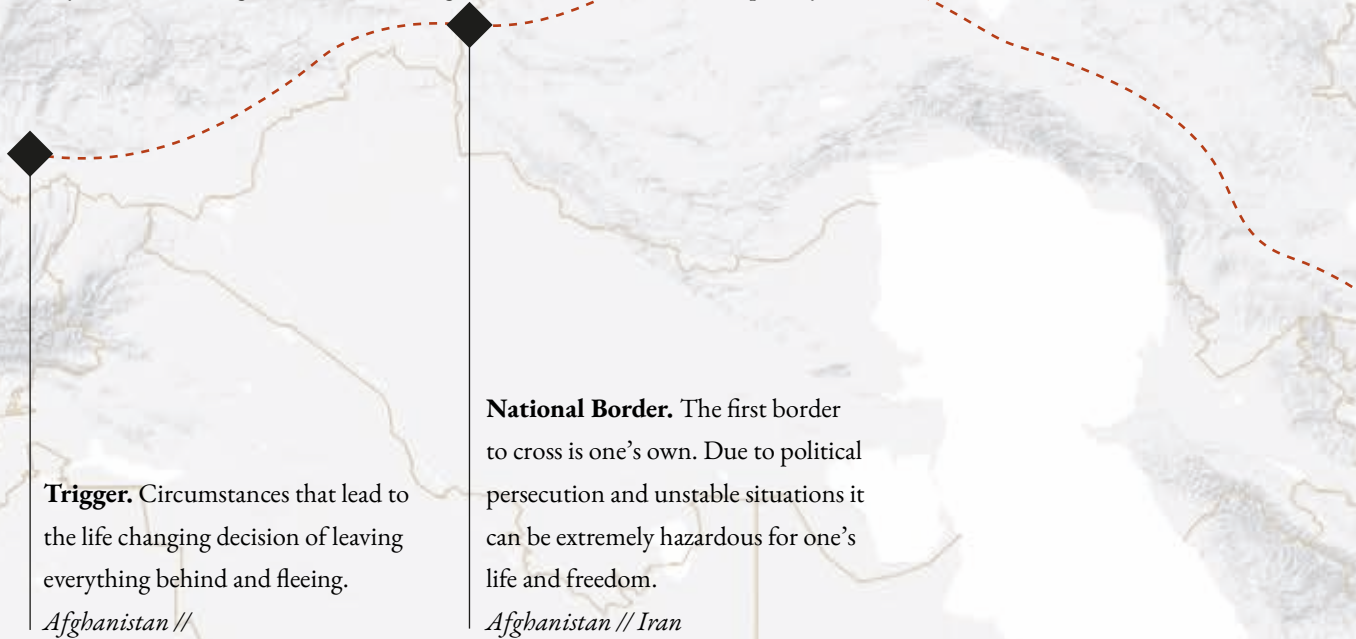 Trigger. Circumstances that lead to
the life changing decision of leaving
everything behind and fleeing.
Afghanistan //
National Border. The first border
to cross is one’s own. Due to political
persecution and unstable situations it
can be extremely hazardous for one’s
life and freedom.
Afghanistan // Iran